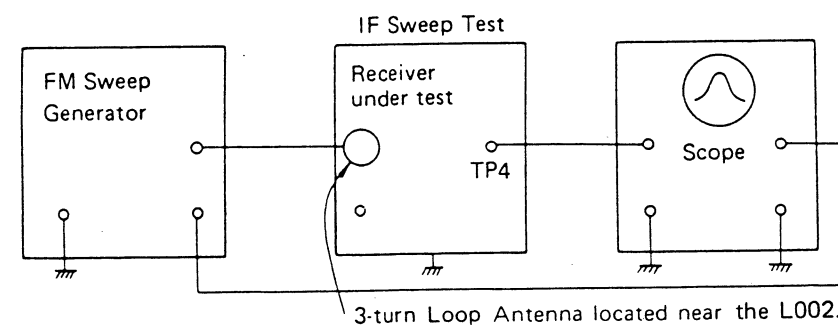 IF Sweep Test
FM Sweep
Generator
Receiver
under test
TP4
Scope
3-turn Loop Antenna located near the L002.